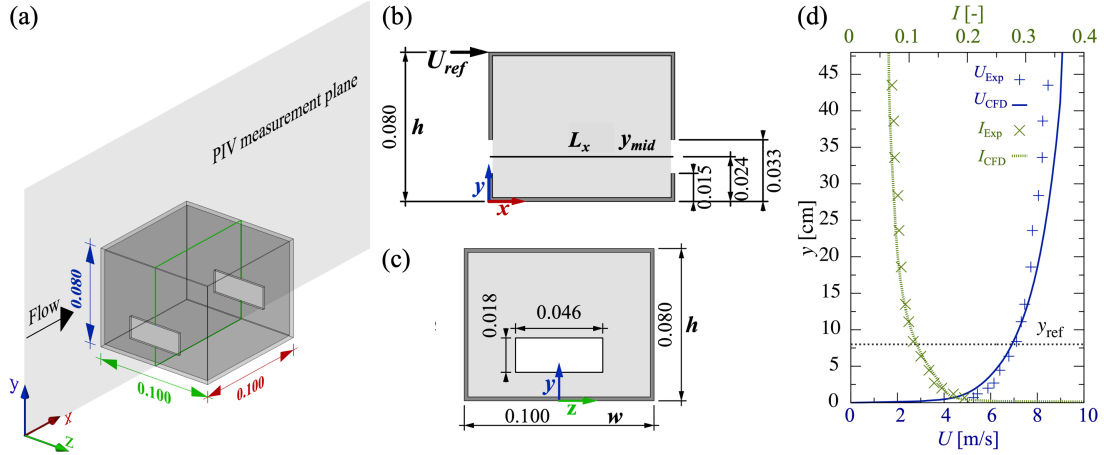 (a)
PIV measurement plane
0.080
Flow
0.100
0.100
y
x
z
(b)
U_ref
0.080
h
L_x
y_mid
0.015
0.024
0.033
y
x
(c)
0.018
0.046
0.080
h
y
z
0.100
w
(d)
I [-]
0
0.1
0.2
0.3
0.4
U_Exp
U_CFD
I_Exp
I_CFD
y [cm]
45
40
35
30
25
20
15
10
5
0
y_ref
0
2
4
6
8
10
U [m/s]